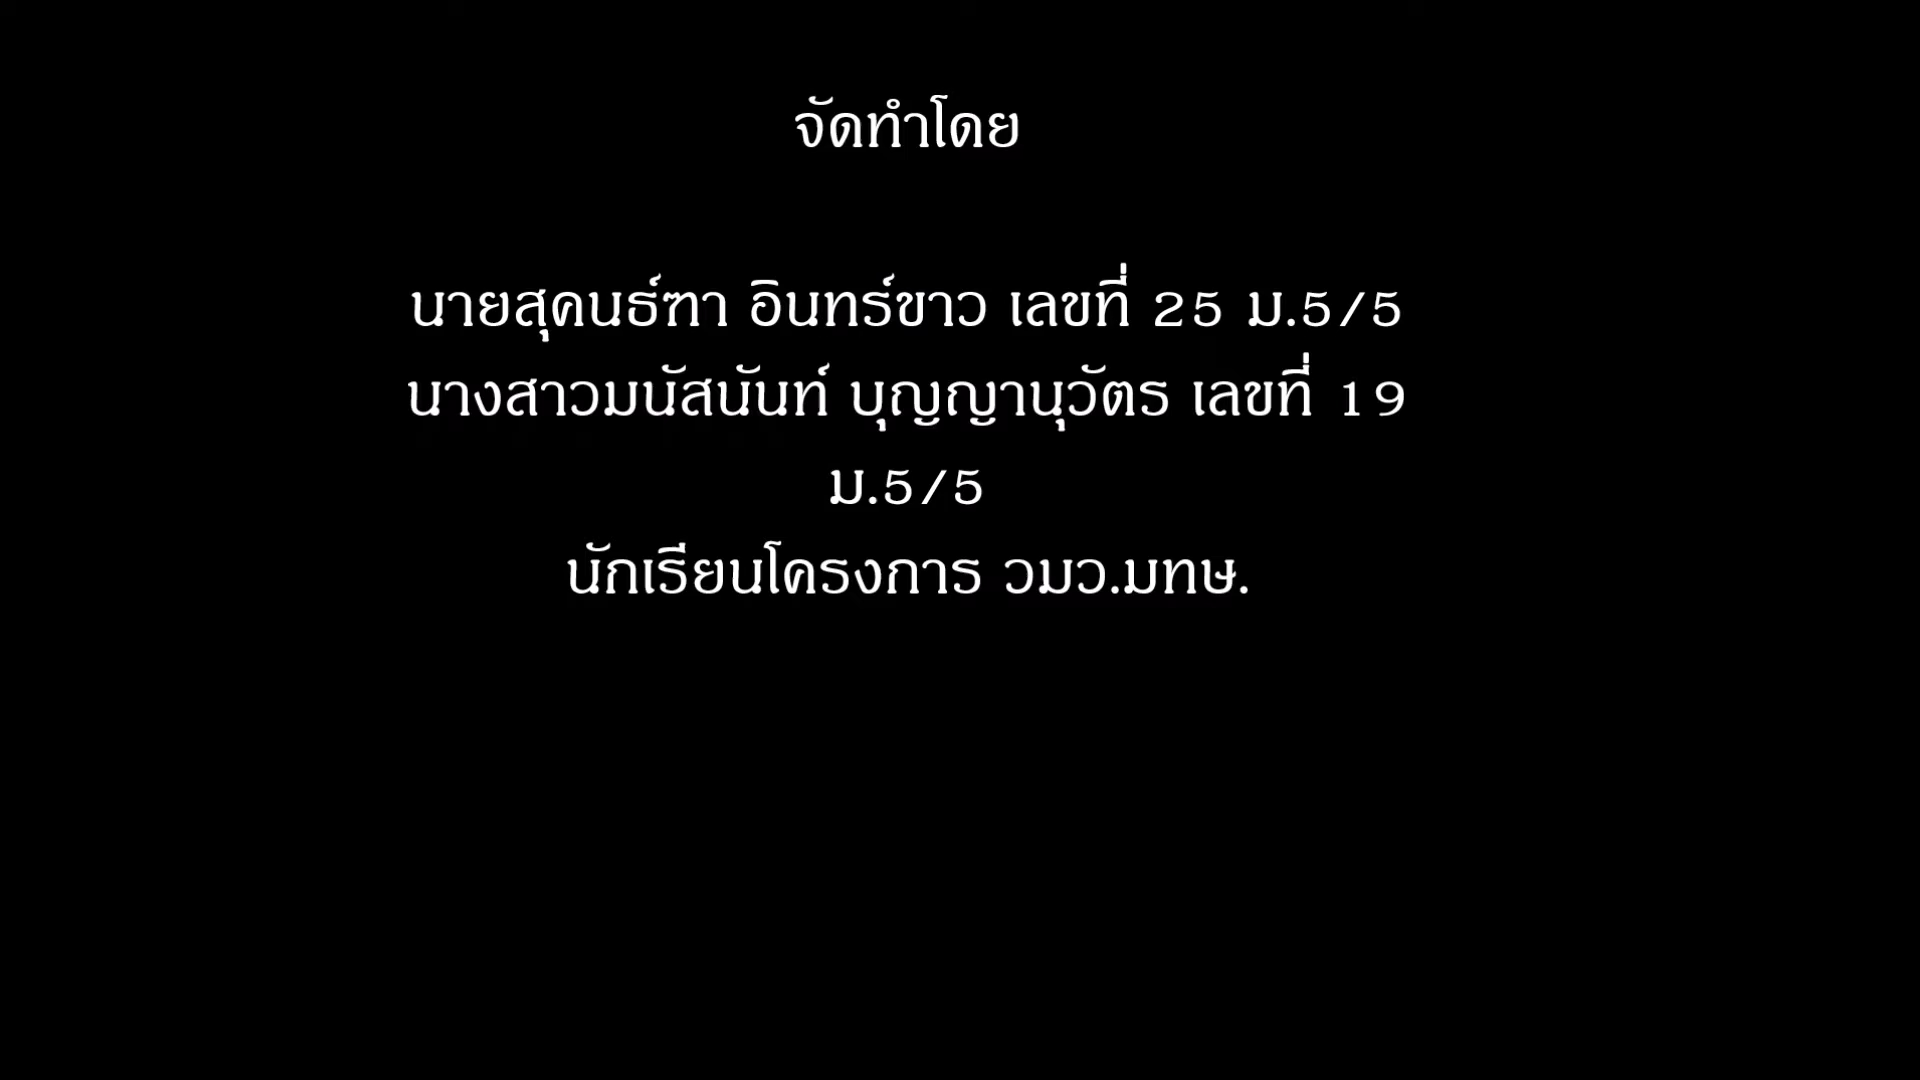 จัดทำโดย
นายสุคนธ์ฑา อินทร์ขาว เลขที่ 25 ม.5/5
นางสาวมนัสนันท์ บุญญานุวัตร เลขที่ 19
ม.5/5
นักเรียนโครงการ วมว.มทษ.